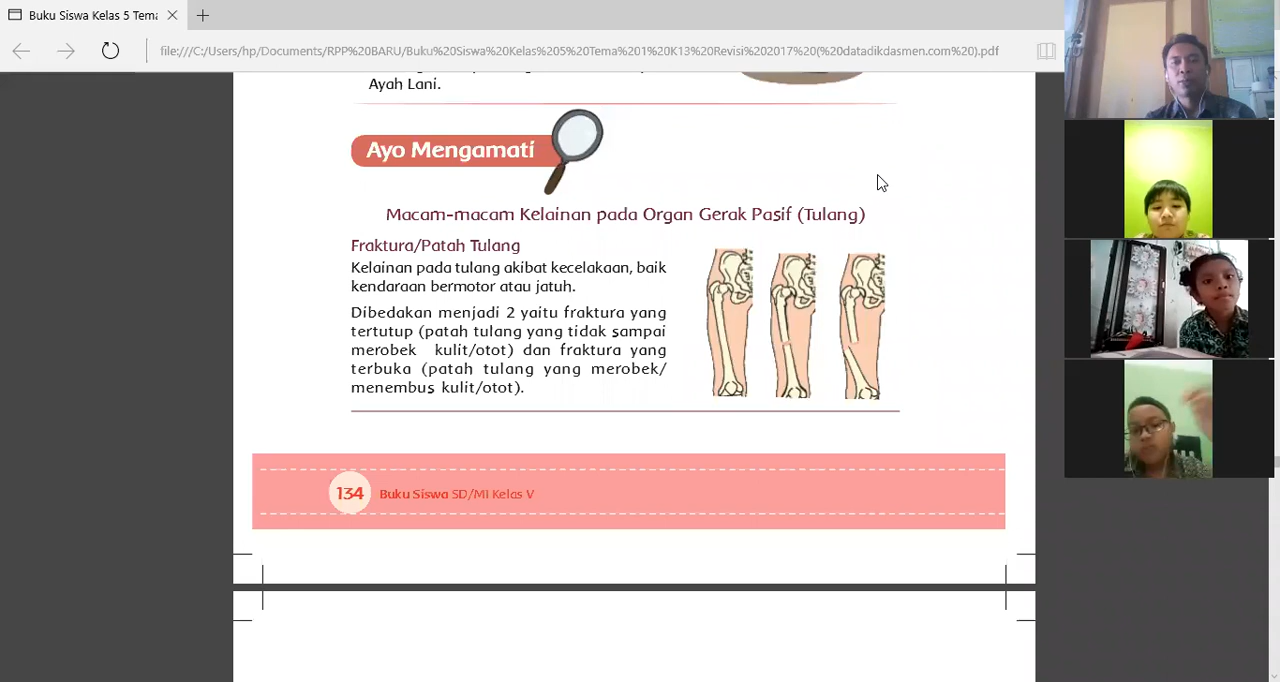 Buku Siswa Kelas 5 Tema
file:///C:/Users/hp/Documents/RPP%20BARU/Buku%20Siswa%20Kelas%205%20Tema%201%20K13%20Revisi%202017%20(%20datadikdasmen.com%20).pdf
Ayah Lani.
Ayo Mengamati
Macam-macam Kelainan pada Organ Gerak Pasif (Tulang)
Fraktura/Patah Tulang
Kelainan pada tulang akibat kecelakaan, baik
kendaraan bermotor atau jatuh.
Dibedakan menjadi 2 yaitu fraktura yang
tertutup (patah tulang yang tidak sampai
merobek kulit/otot) dan fraktura yang
terbuka (patah tulang yang merobek/
menembus kulit/otot).
134 Buku Siswa SD/MI Kelas V